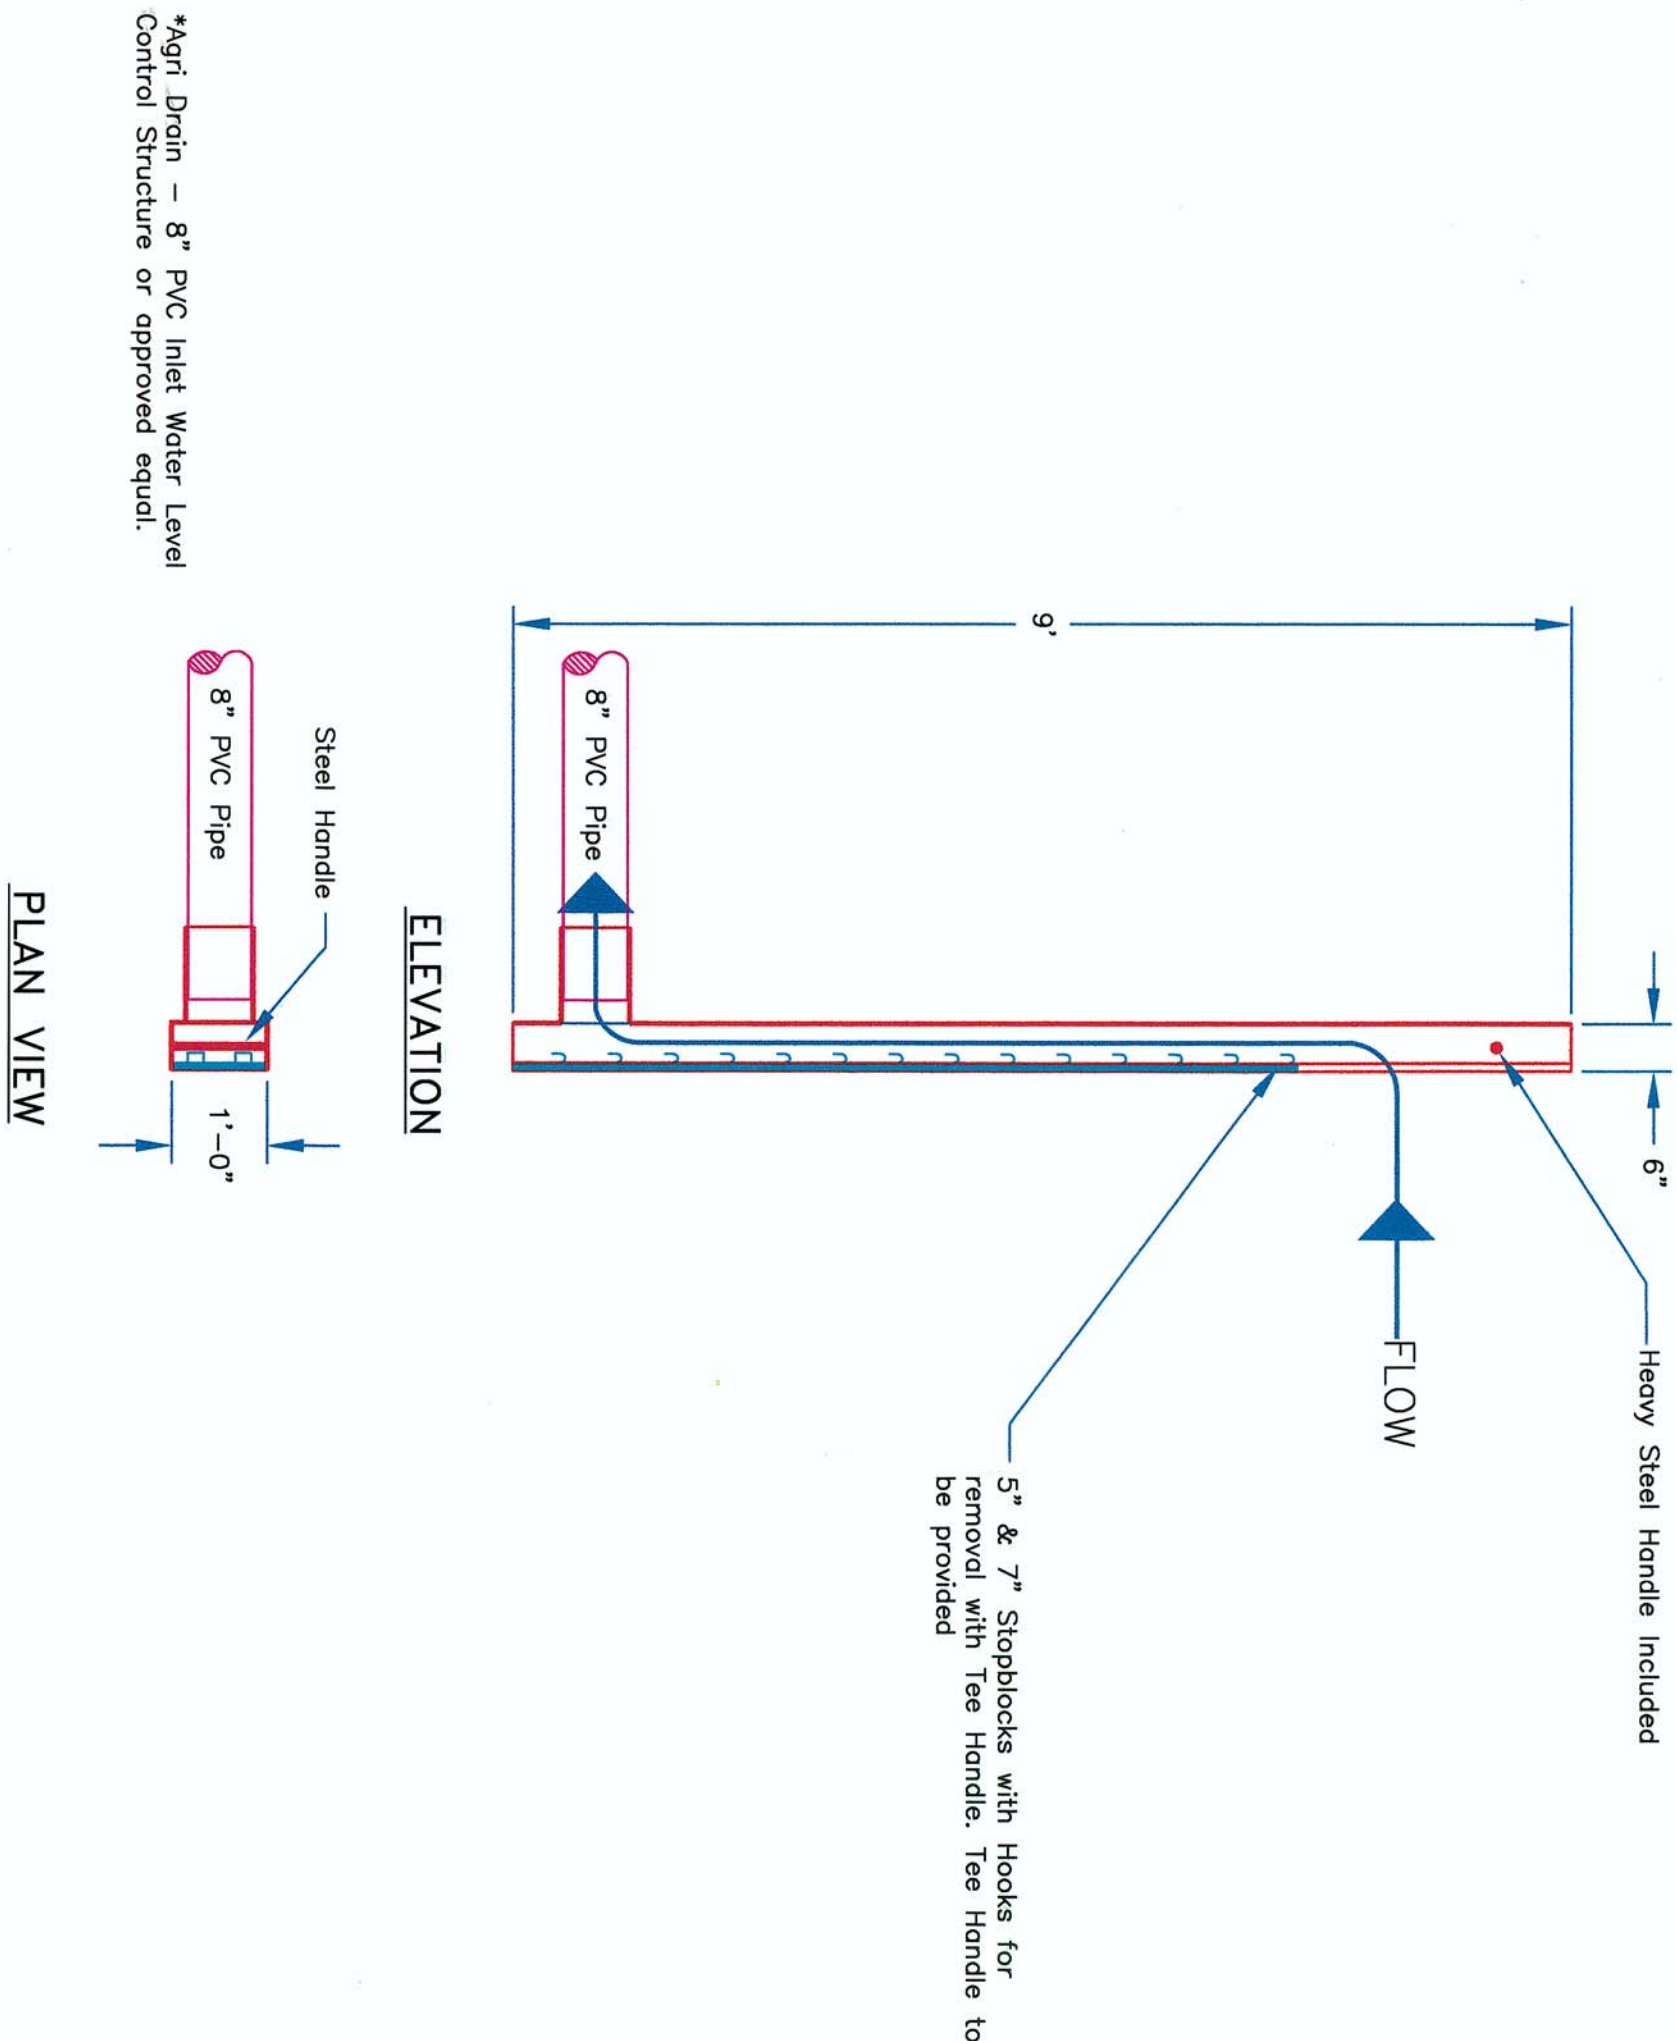 6"
Heavy Steel Handle Included
FLOW
9'
5" & 7" Stopblocks with Hooks for
removal with Tee Handle. Tee Handle to
be provided
8" PVC Pipe
ELEVATION
Steel Handle
8" PVC Pipe
1'-0"
*Agri Drain - 8" PVC Inlet Water Level
Control Structure or approved equal.
PLAN VIEW